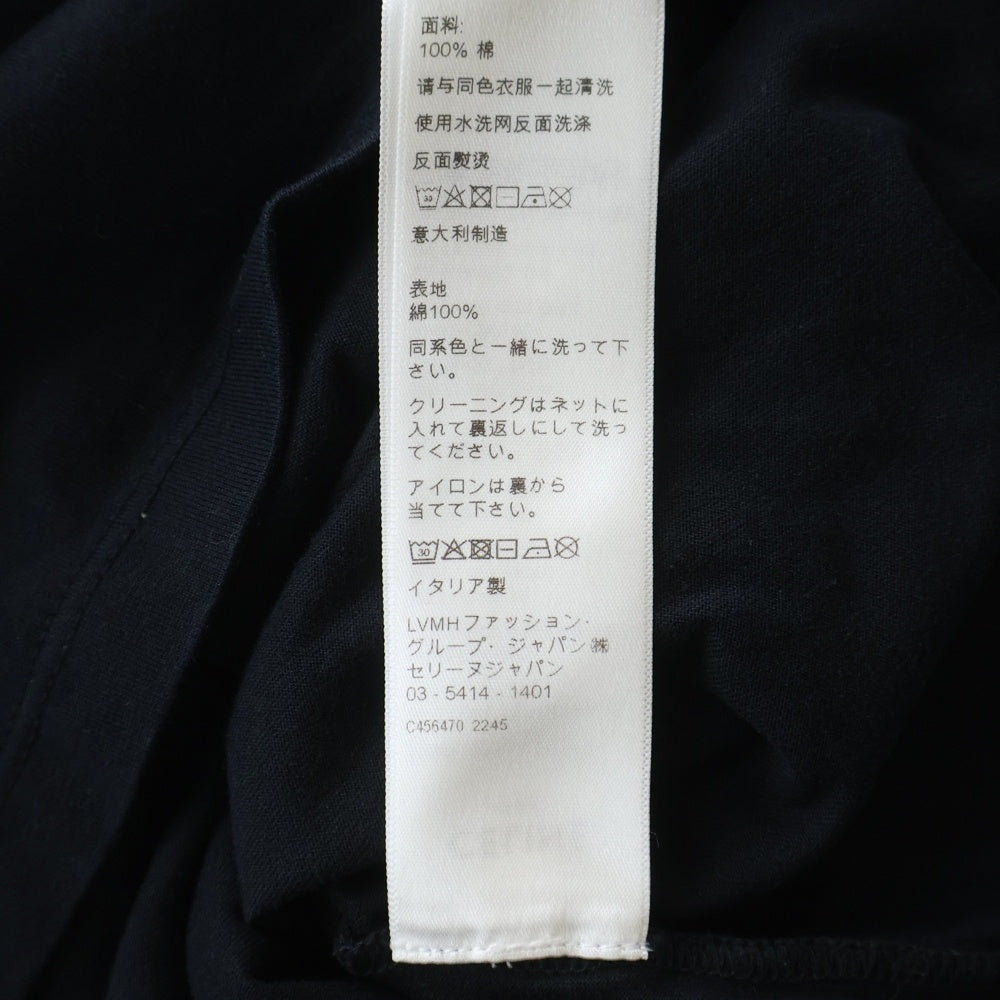 面料:
100% 棉
请与同色衣服一起清洗
使用水洗网反面洗涤
反面熨烫
30
意大利制造
表地
綿100%
同系色と一緒に洗って下
さい。
クリーニングはネットに
入れて裏返しにして洗っ
てください。
アイロンは裏から
当てて下さい。
30
イタリア製
LVMHファッション・
グループ・ジャパン㈱
セリーヌジャパン
03 - 5414 - 1401
C456470 2245